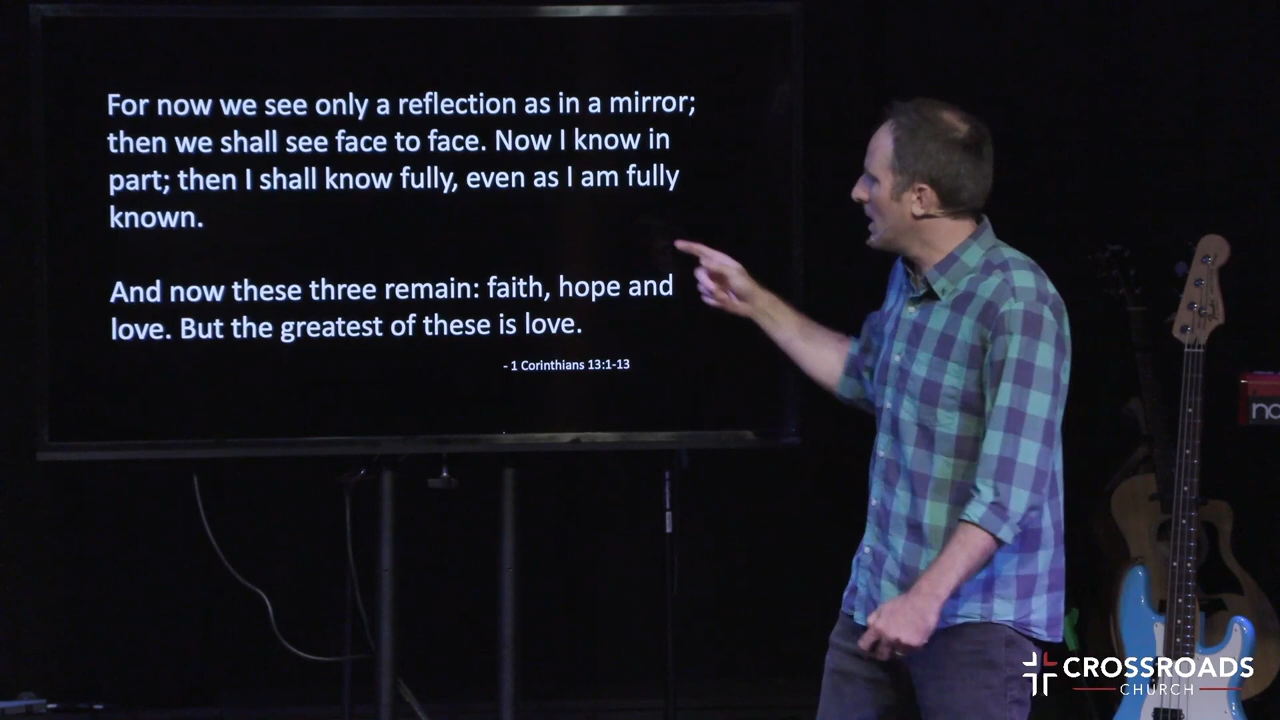 For now we see only a reflection as in a mirror;
then we shall see face to face. Now I know in
part; then I shall know fully, even as I am fully
known.
And now these three remain: faith, hope and
love. But the greatest of these is love.
- 1 Corinthians 13:1-13
CROSSROADS
CHURCH